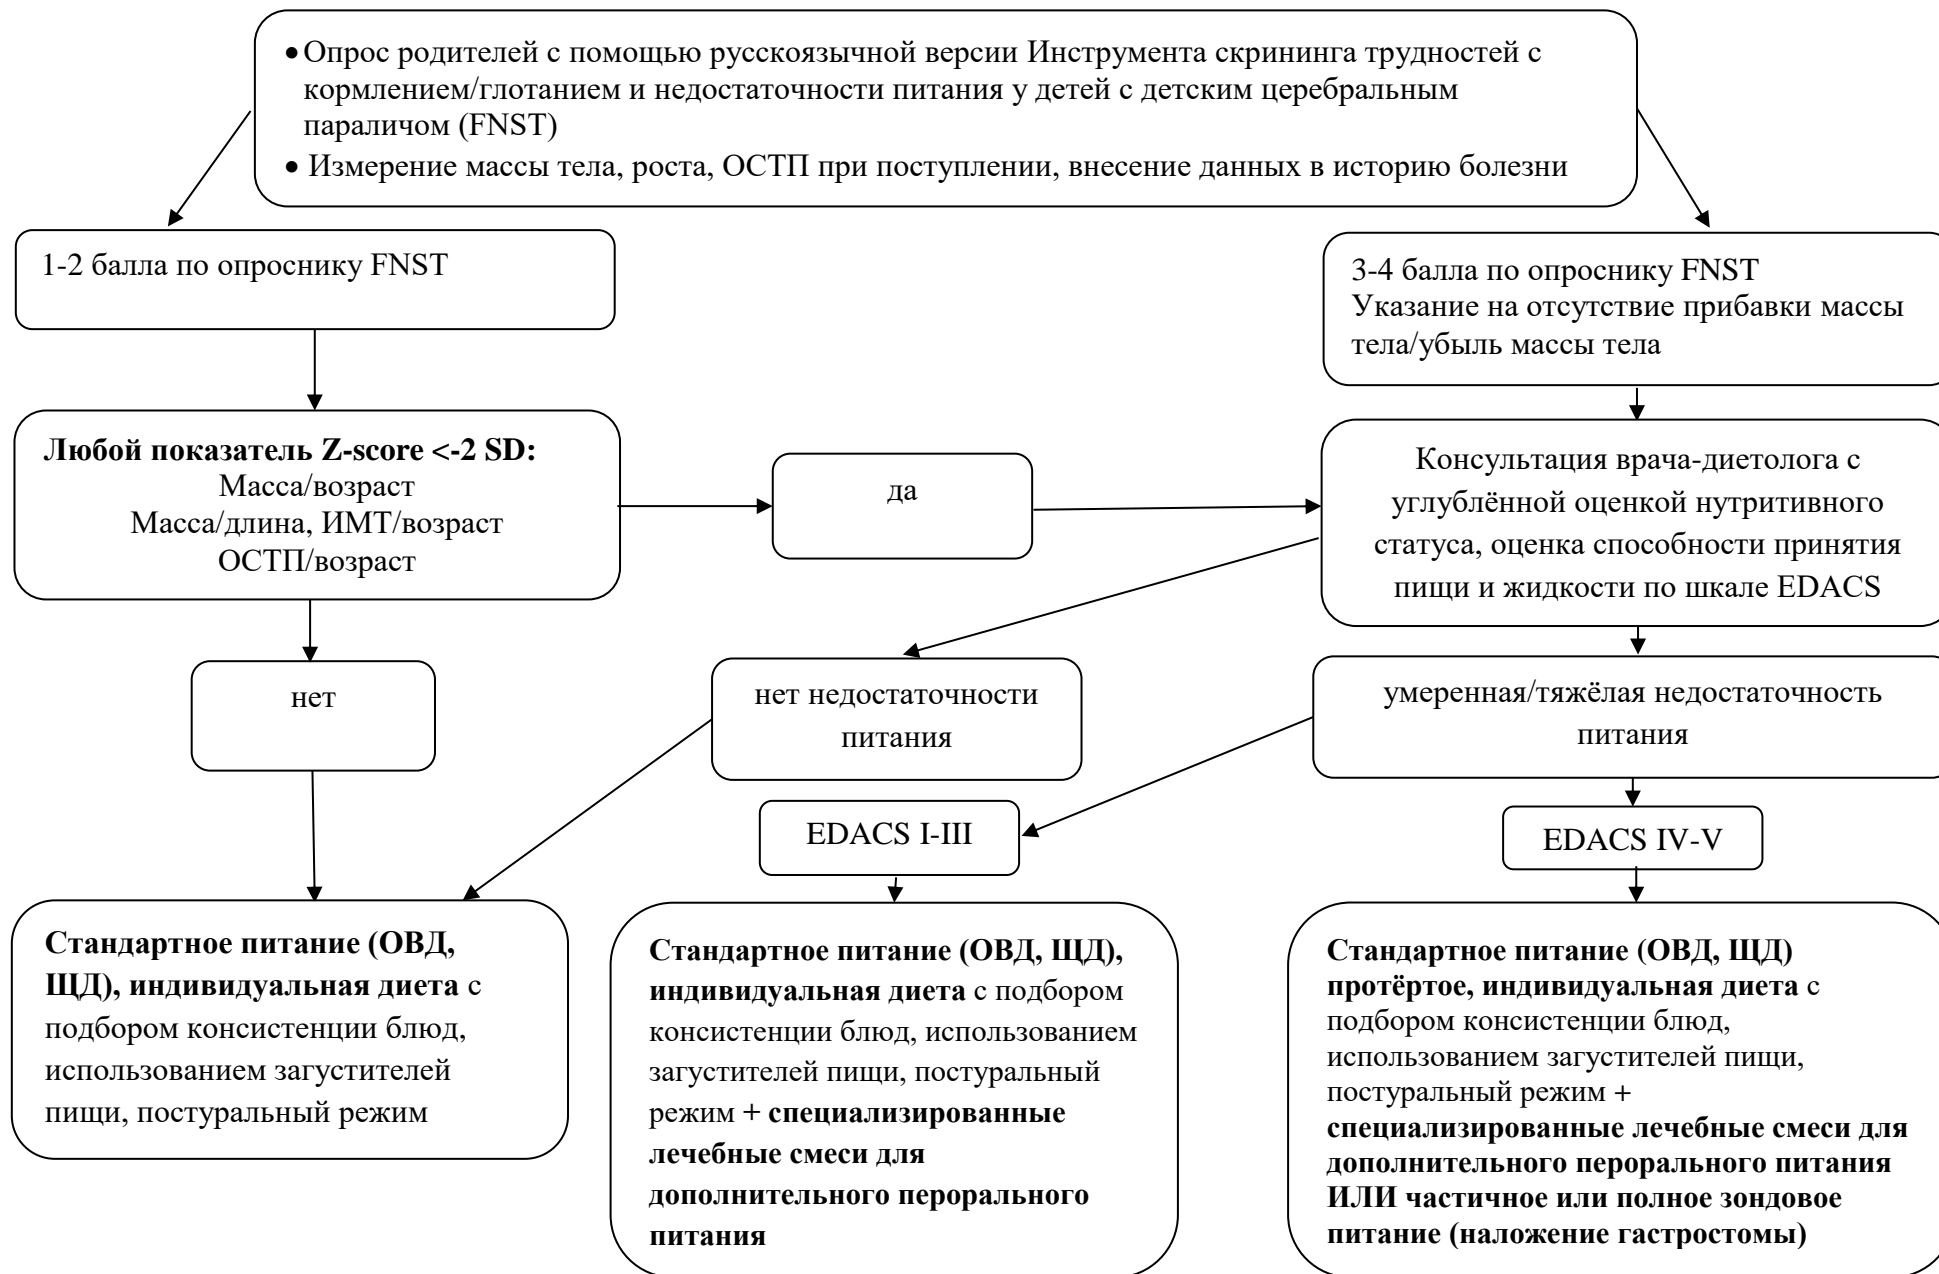 • Опрос родителей с помощью русскоязычной версии Инструмента скрининга трудностей с
кормлением/глотанием и недостаточности питания у детей с детским церебральным
параличом (FNST)
• Измерение массы тела, роста, ОСТП при поступлении, внесение данных в историю болезни
1-2 балла по опроснику FNST
3-4 балла по опроснику FNST
Указание на отсутствие прибавки массы
тела/убыль массы тела
Любой показатель Z-score <-2 SD:
Масса/возраст
Масса/длина, ИМТ/возраст
ОСТП/возраст
да
Консультация врача-диетолога с
углублённой оценкой нутритивного
статуса, оценка способности принятия
пищи и жидкости по шкале EDACS
нет
нет недостаточности
питания
умеренная/тяжёлая недостаточность
питания
EDACS I-III
EDACS IV-V
Стандартное питание (ОВД,
ЩД), индивидуальная диета с
подбором консистенции блюд,
использованием загустителей
пищи, постуральный режим
Стандартное питание (ОВД, ЩД),
индивидуальная диета с подбором
консистенции блюд, использованием
загустителей пищи, постуральный
режим + специализированные
лечебные смеси для
дополнительного перорального
питания
Стандартное питание (ОВД, ЩД)
протёртое, индивидуальная диета с
подбором консистенции блюд,
использованием загустителей пищи,
постуральный режим +
специализированные лечебные смеси для
дополнительного перорального питания
ИЛИ частичное или полное зондовое
питание (наложение гастростомы)